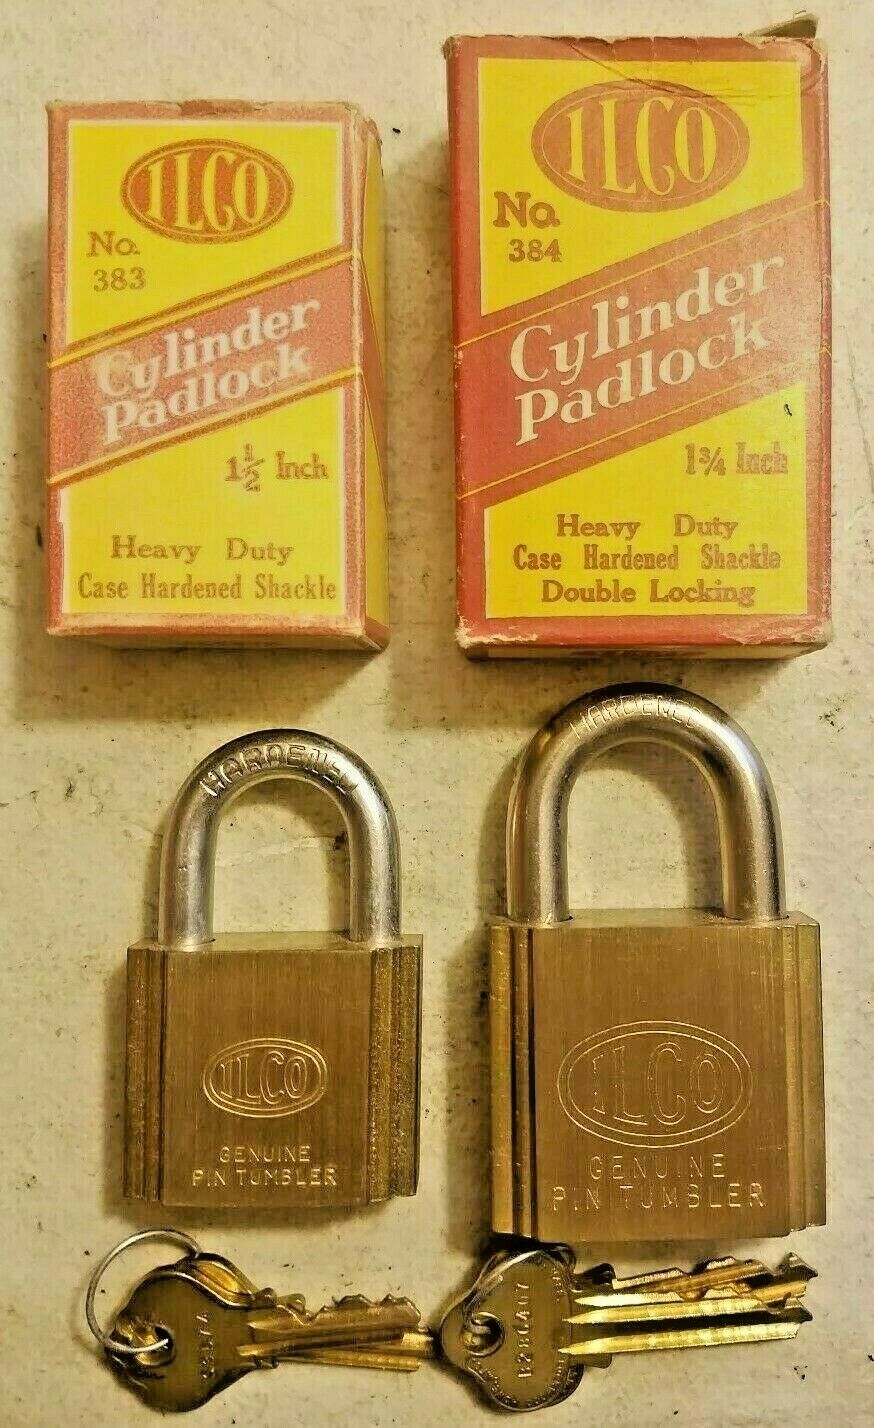 ILCO
No.
383
Cylinder
Padlock
1½ Inch
Heavy Duty
Case Hardened Shackle
ILCO
No.
384
Cylinder
Padlock
1¾ Inch
Heavy Duty
Case Hardened Shackle
Double Locking
HARDENED
ILCO
GENUINE
PIN TUMBLER
HARDENED
ILCO
GENUINE
PIN TUMBLER